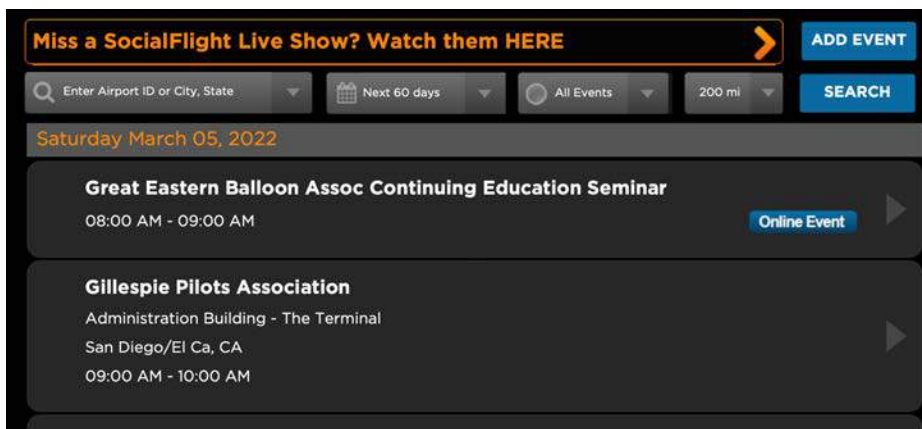 Miss a SocialFlight Live Show? Watch them HERE
ADD EVENT
Enter Airport ID or City, State
Next 60 days
All Events
200 mi
SEARCH
Saturday March 05, 2022
Great Eastern Balloon Assoc Continuing Education Seminar
08:00 AM - 09:00 AM
Online Event
Gillespie Pilots Association
Administration Building - The Terminal
San Diego/El Ca, CA
09:00 AM - 10:00 AM